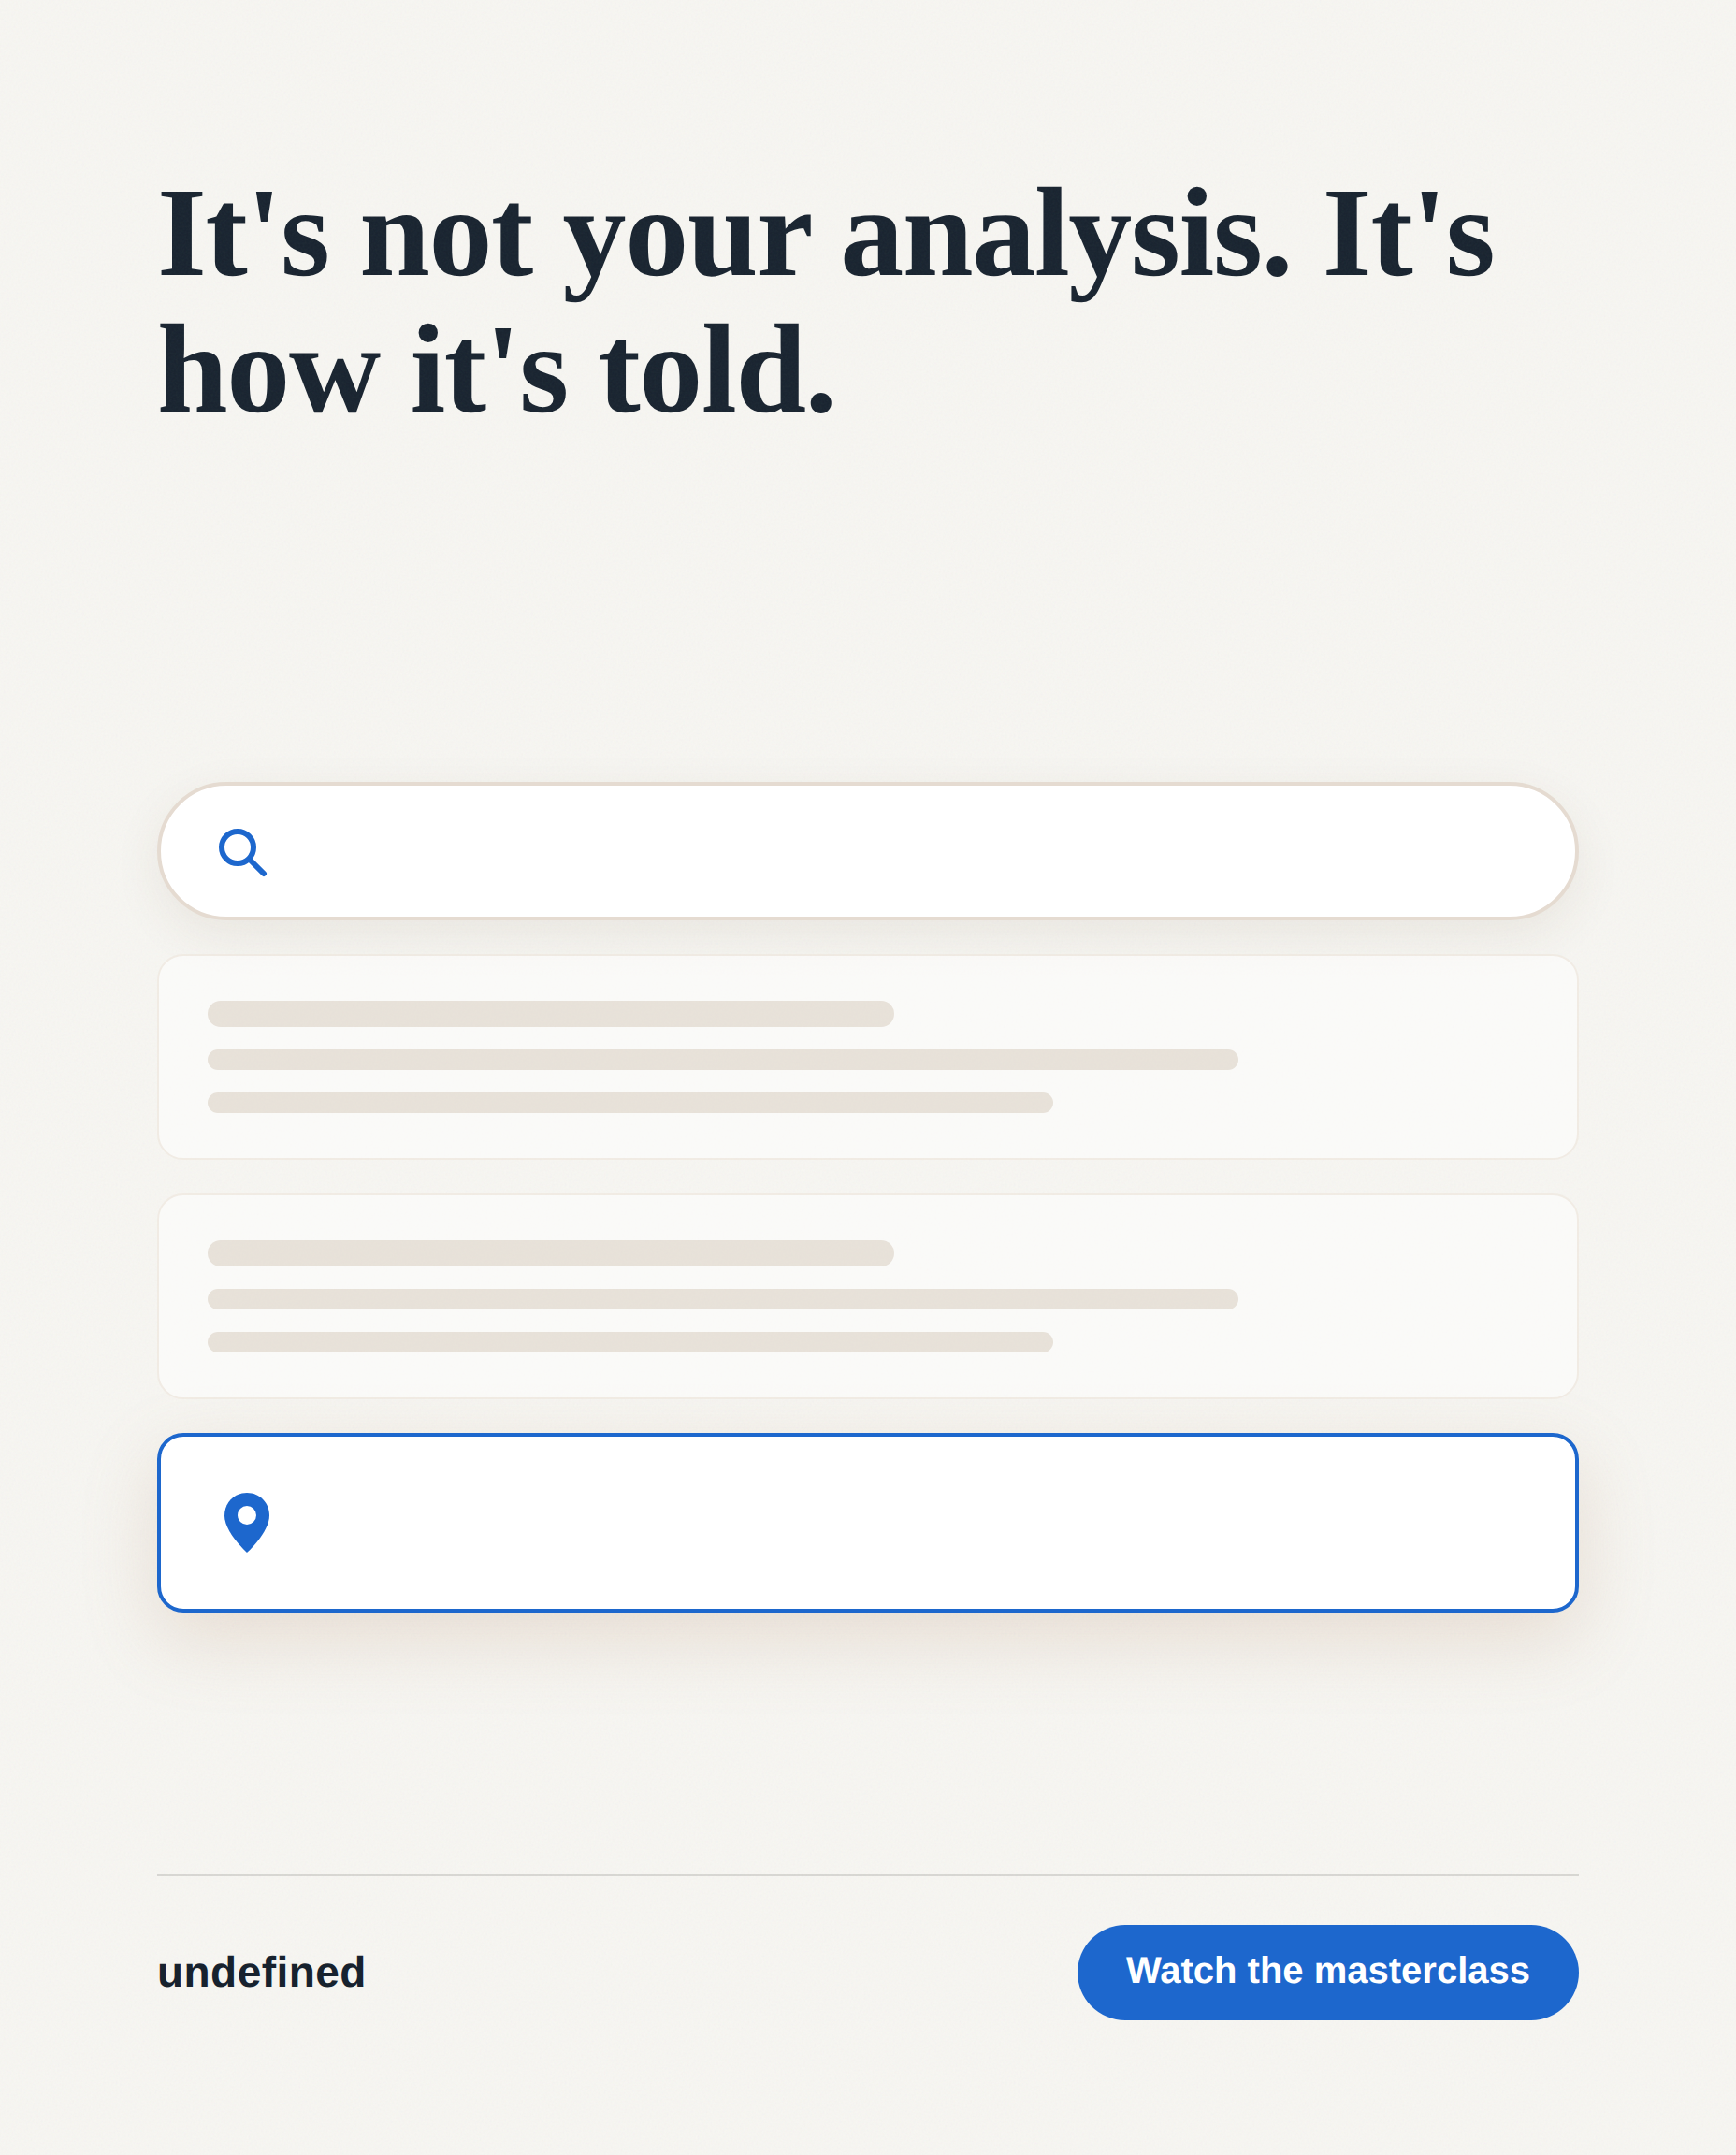 It's not your analysis. It's
how it's told.
undefined
Watch the masterclass